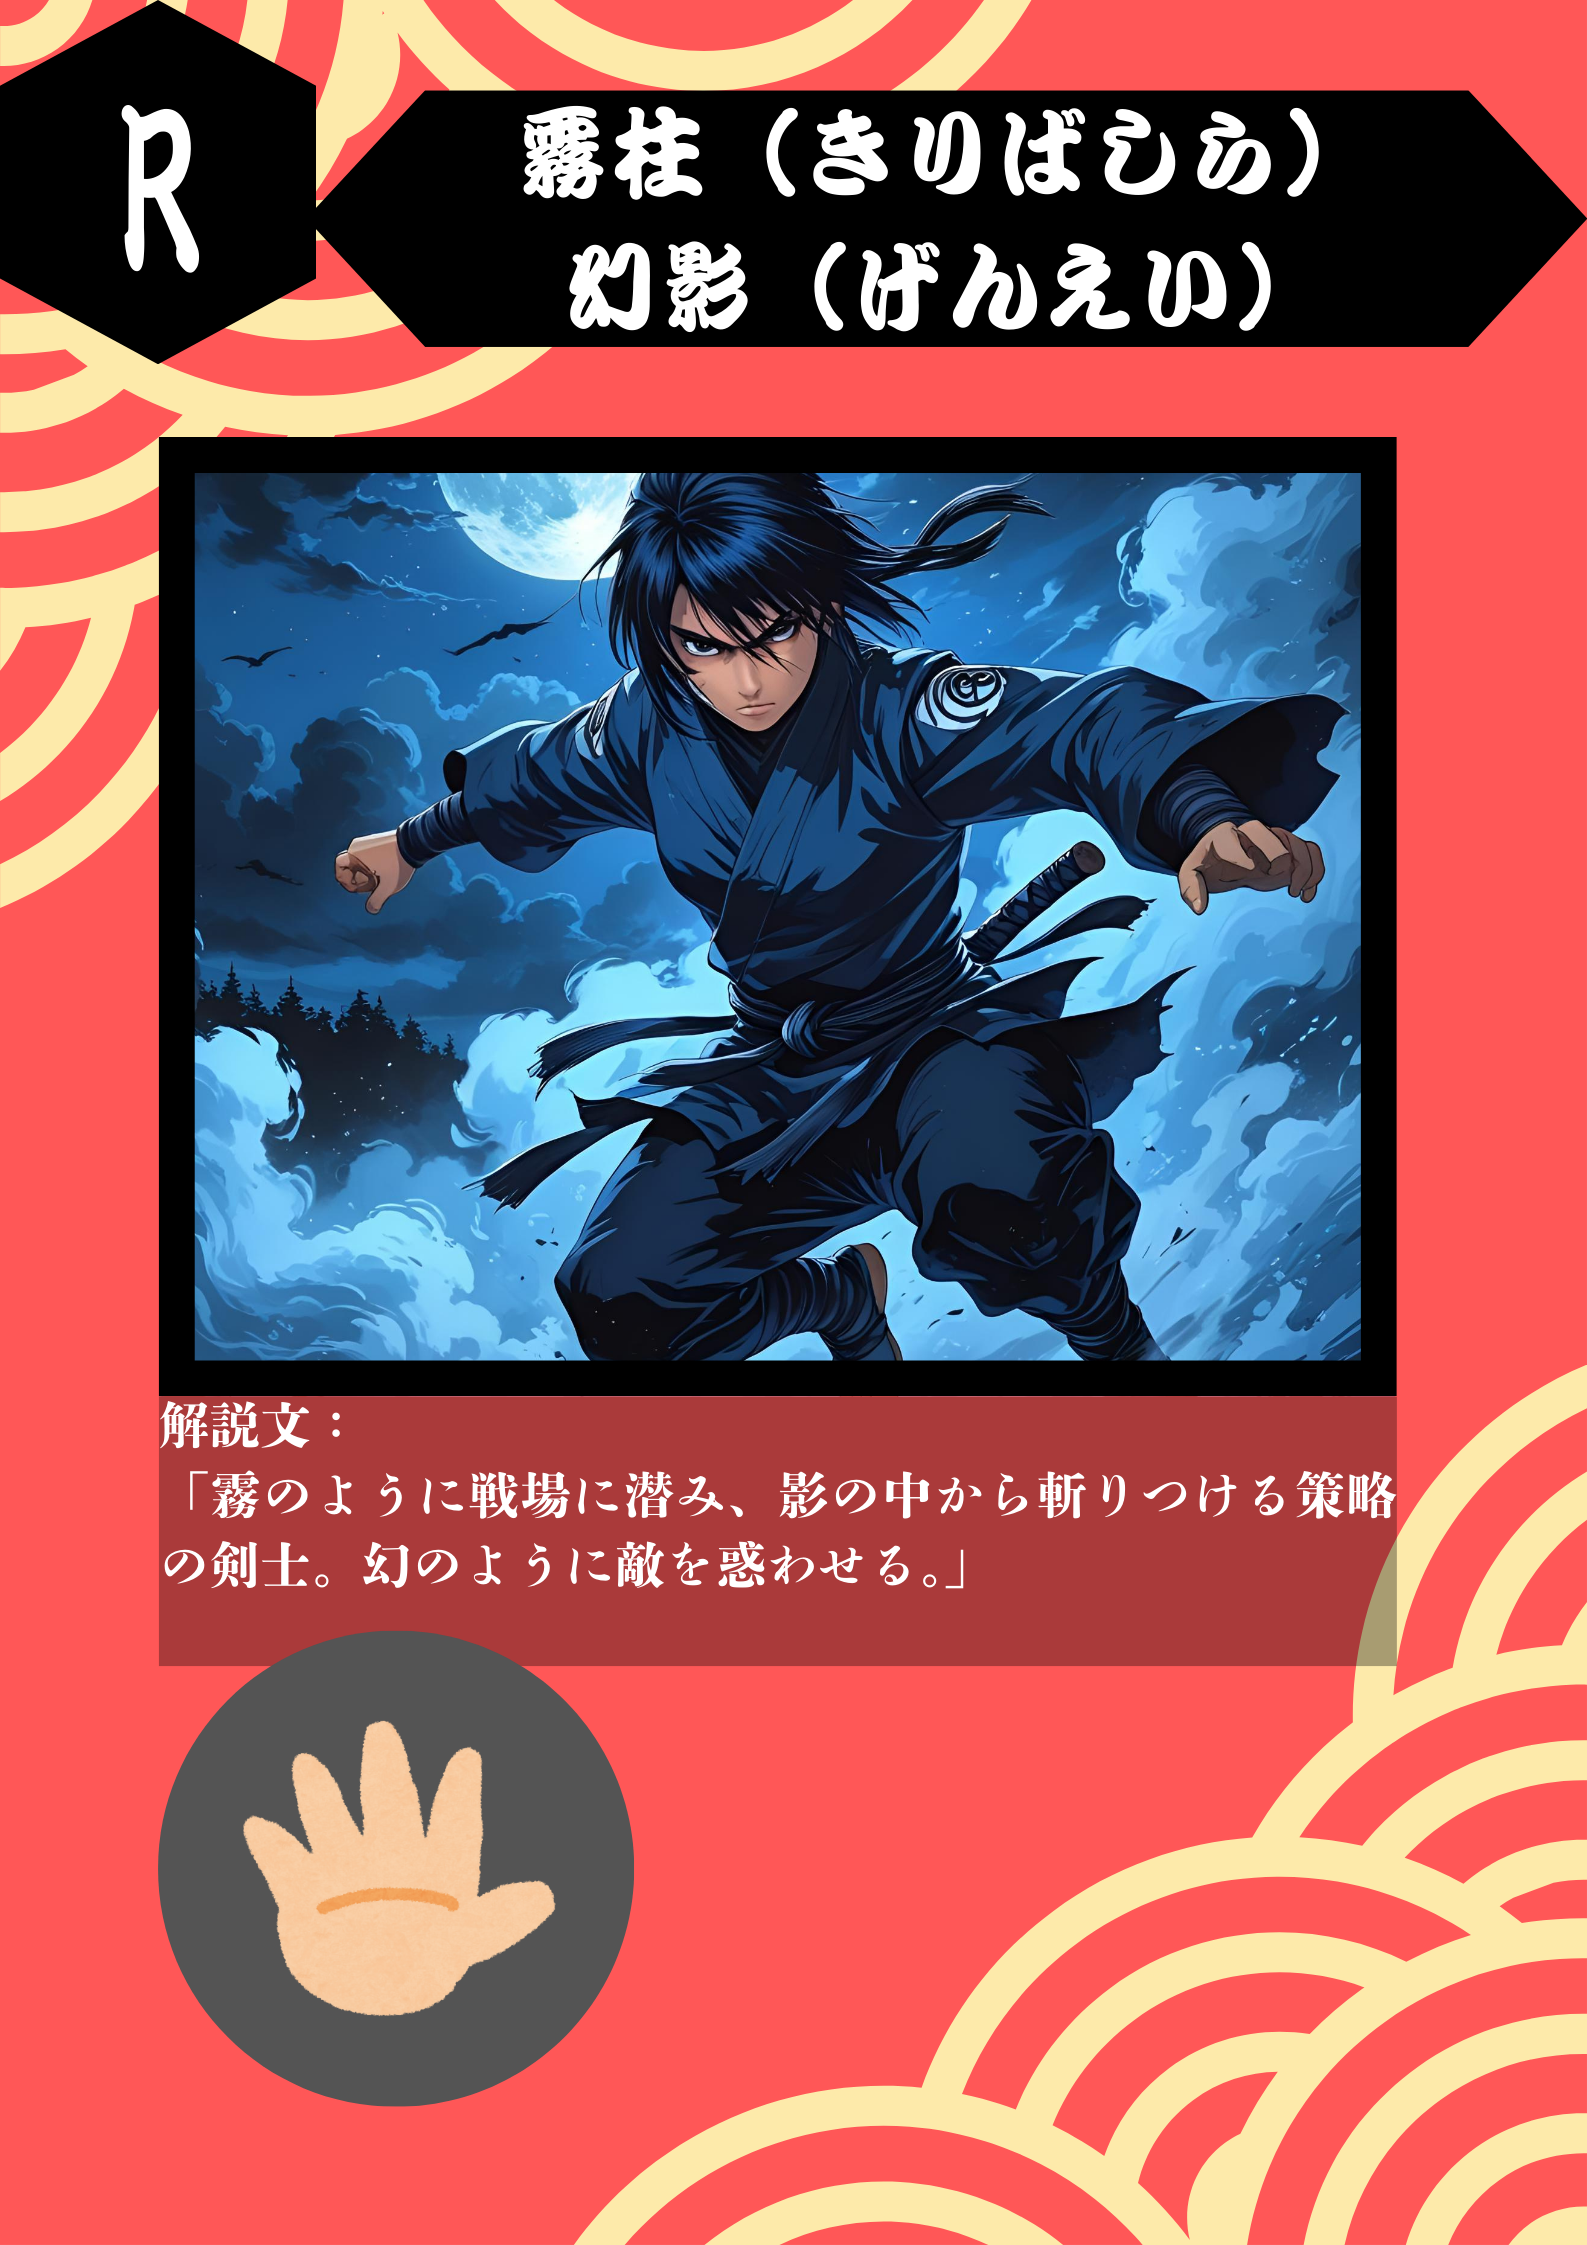 R
霧柱（きりばしら）
幻影（げんえい）
解説文：
「霧のように戦場に潜み、影の中から斬りつける策略
の剣士。幻のように敵を惑わせる。」